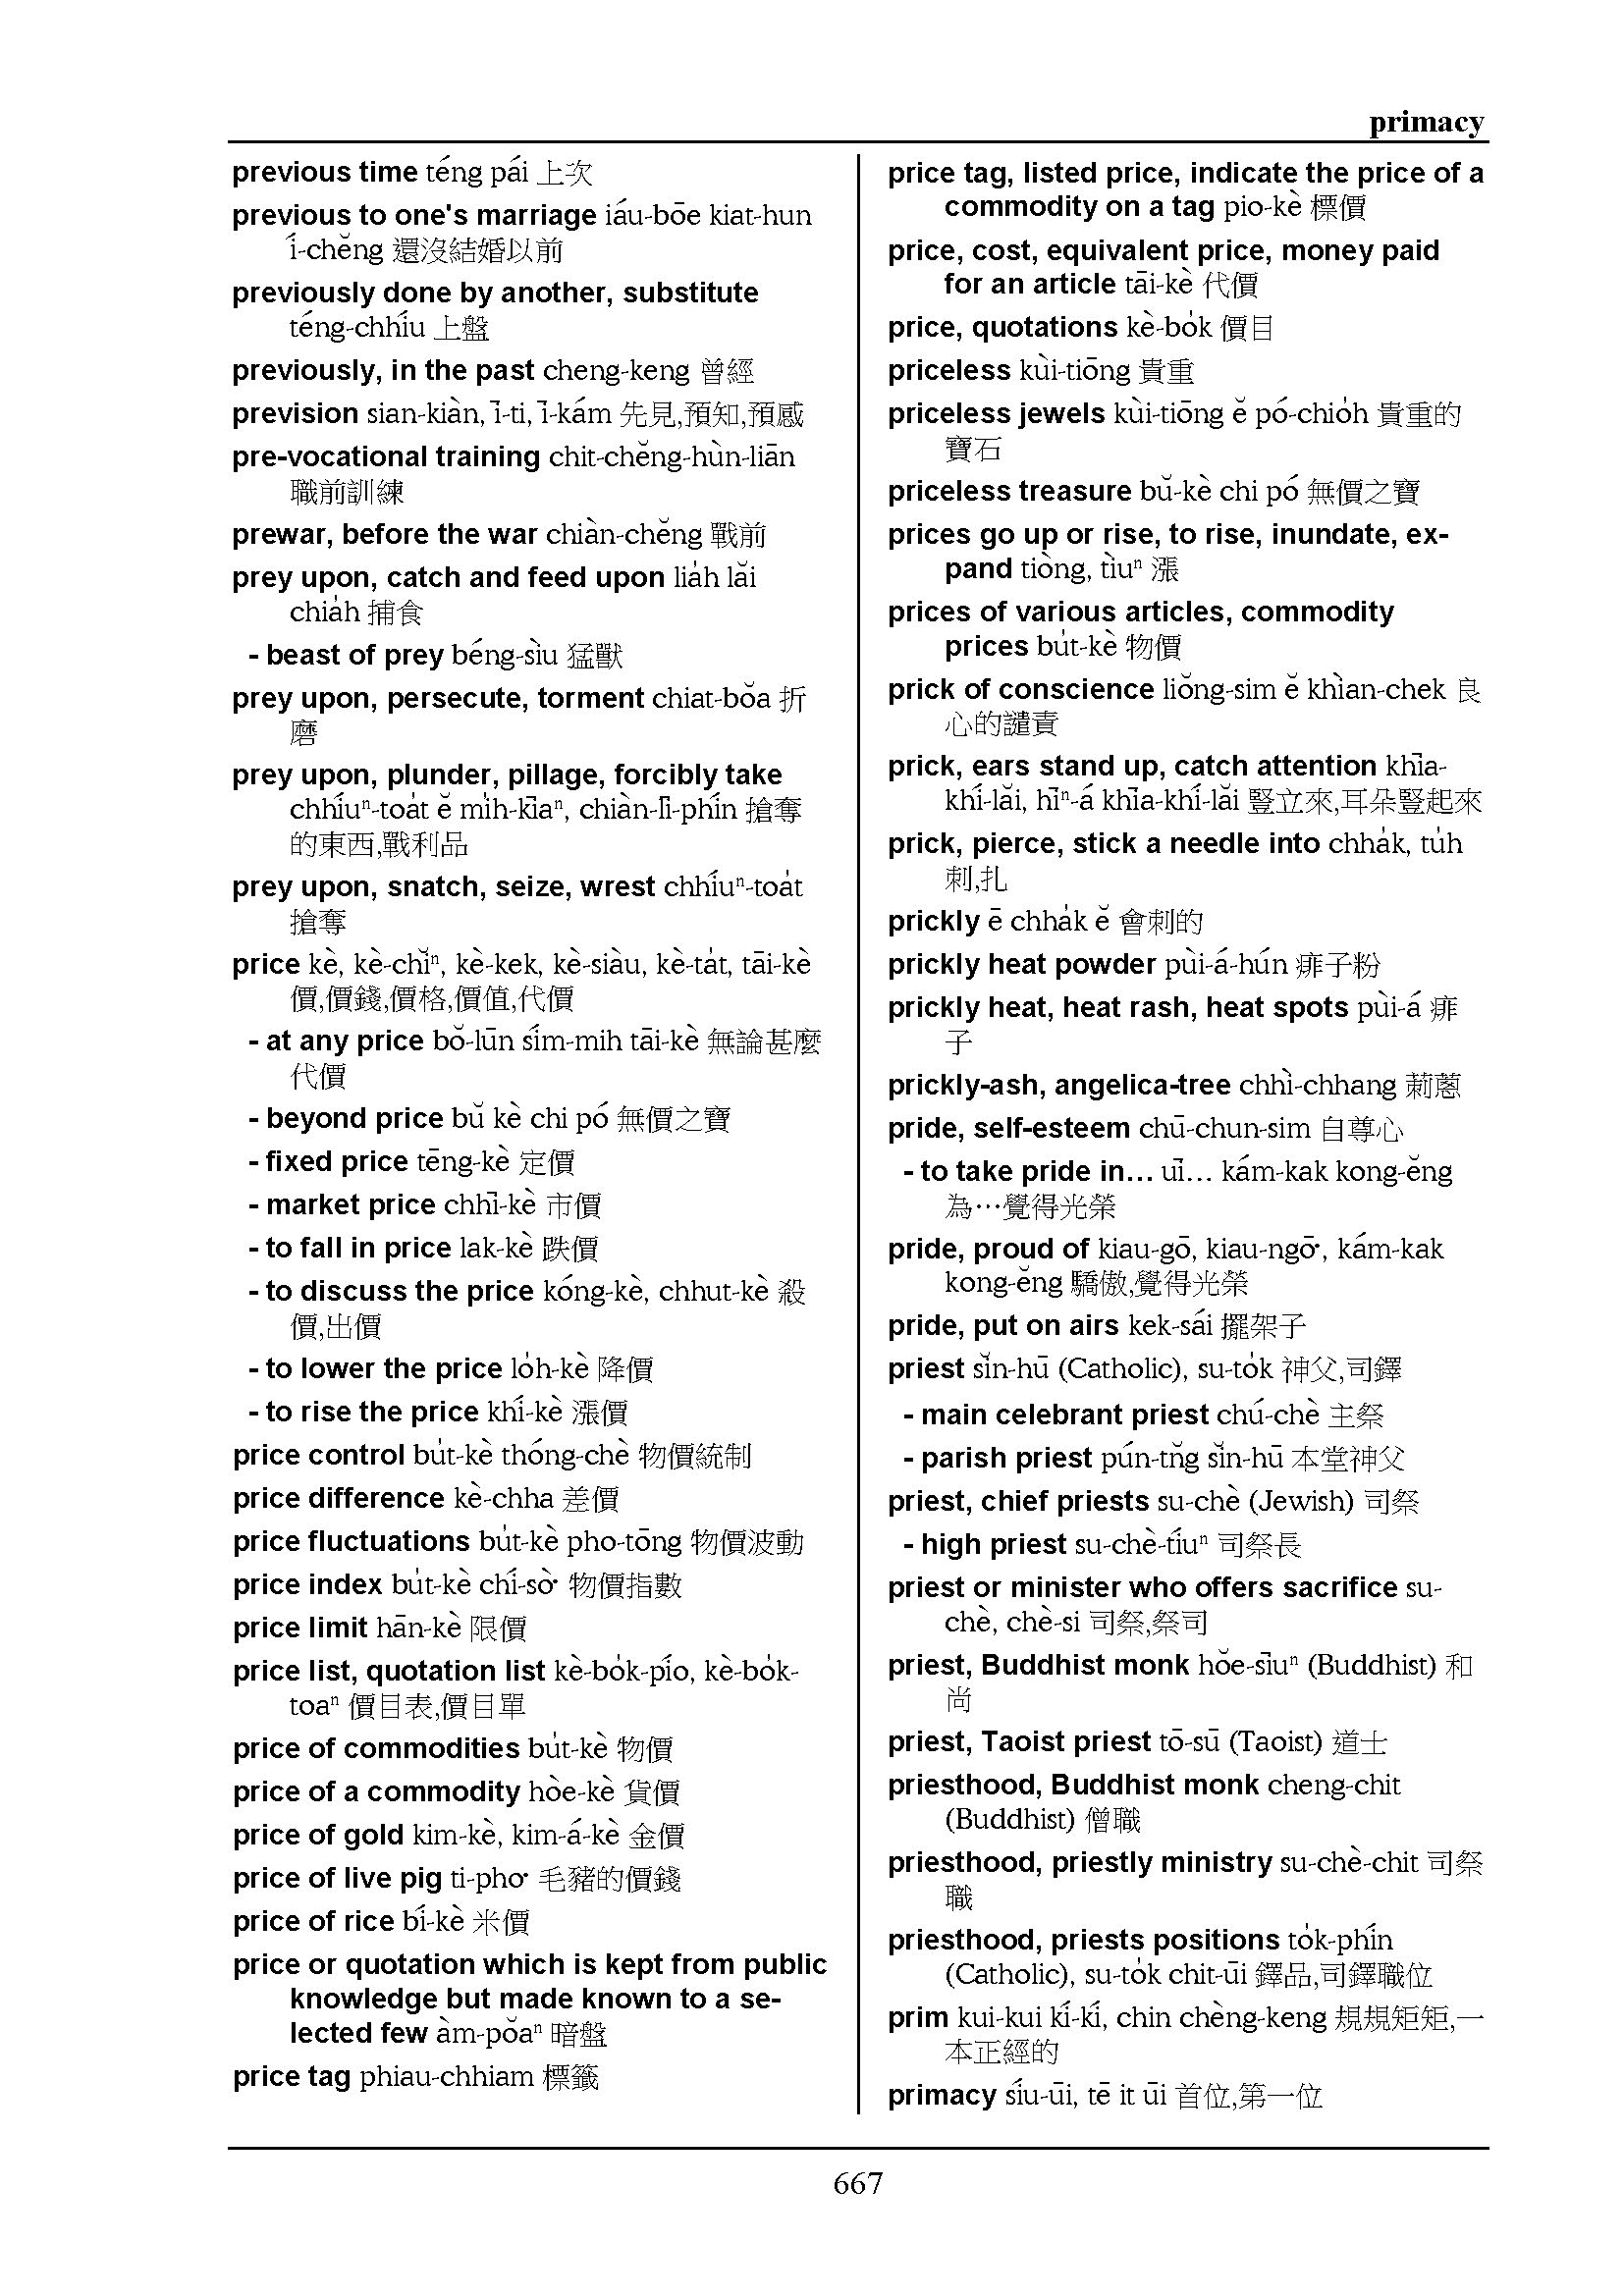 primacy
previous time téng pái 上次
previous to one's marriage iáu-bōe kiat-hun
í-chěng 還沒結婚以前
previously done by another, substitute
téng-chhíu 上盤
previously, in the past cheng-keng 曾經
prevision sian-kiàn, ī-ti, ī-kám 先見,預知,預感
pre-vocational training chit-chěng-hùn-liān
職前訓練
prewar, before the war chiàn-chěng 戰前
prey upon, catch and feed upon lia̍h lăi
chia̍h 捕食
- beast of prey béng-sìu 猛獸
prey upon, persecute, torment chiat-bŏa 折
磨
prey upon, plunder, pillage, forcibly take
chhíuⁿ-toa̍t ĕ mi̍h-kīaⁿ, chiàn-lī-phín 搶奪
的東西,戰利品
prey upon, snatch, seize, wrest chhíuⁿ-toa̍t
搶奪
price kè, kè-chĭⁿ, kè-kek, kè-siàu, kè-ta̍t, tāi-kè
價,價錢,價格,價值,代價
- at any price bŏ-lūn sím-mih tāi-kè 無論甚麼
代價
- beyond price bŭ kè chi pó 無價之寶
- fixed price tēng-kè 定價
- market price chhī-kè 市價
- to fall in price lak-kè 跌價
- to discuss the price kóng-kè, chhut-kè 殺
價,出價
- to lower the price lo̍h-kè 降價
- to rise the price khí-kè 漲價
price control bu̍t-kè thóng-chè 物價統制
price difference kè-chha 差價
price fluctuations bu̍t-kè pho-tōng 物價波動
price index bu̍t-kè chí-sò͘ 物價指數
price limit hān-kè 限價
price list, quotation list kè-bo̍k-pío, kè-bo̍k-
toaⁿ 價目表,價目單
price of commodities bu̍t-kè 物價
price of a commodity hòe-kè 貨價
price of gold kim-kè, kim-á-kè 金價
price of live pig ti-pho͘ 毛豬的價錢
price of rice bí-kè 米價
price or quotation which is kept from public
knowledge but made known to a se-
lected few àm-pŏaⁿ 暗盤
price tag phiau-chhiam 標籤
price tag, listed price, indicate the price of a
commodity on a tag pio-kè 標價
price, cost, equivalent price, money paid
for an article tāi-kè 代價
price, quotations kè-bo̍k 價目
priceless kùi-tiōng 貴重
priceless jewels kùi-tiōng ĕ pó-chio̍h 貴重的
寶石
priceless treasure bŭ-kè chi pó 無價之寶
prices go up or rise, to rise, inundate, ex-
pand tiòng, tìuⁿ 漲
prices of various articles, commodity
prices bu̍t-kè 物價
prick of conscience liŏng-sim ĕ khìan-chek 良
心的譴責
prick, ears stand up, catch attention khīa-
khí-lăi, hīⁿ-á khīa-khí-lăi 豎立來,耳朵豎起來
prick, pierce, stick a needle into chha̍k, tu̍h
刺,扎
prickly ē chha̍k ĕ 會刺的
prickly heat powder pùi-á-hún 痱子粉
prickly heat, heat rash, heat spots pùi-á 痱
子
prickly-ash, angelica-tree chhì-chhang 莿蔥
pride, self-esteem chū-chun-sim 自尊心
- to take pride in… uī… kám-kak kong-ĕng
為…覺得光榮
pride, proud of kiau-gō, kiau-ngō͘, kám-kak
kong-ĕng 驕傲,覺得光榮
pride, put on airs kek-sái 擺架子
priest sĭn-hū (Catholic), su-to̍k 神父,司鐸
- main celebrant priest chú-chè 主祭
- parish priest pún-tn̆g sĭn-hū 本堂神父
priest, chief priests su-chè (Jewish) 司祭
- high priest su-chè-tíuⁿ 司祭長
priest or minister who offers sacrifice su-
chè, chè-si 司祭,祭司
priest, Buddhist monk hŏe-sīuⁿ (Buddhist) 和
尚
priest, Taoist priest tō-sū (Taoist) 道士
priesthood, Buddhist monk cheng-chit
(Buddhist) 僧職
priesthood, priestly ministry su-chè-chit 司祭
職
priesthood, priests positions to̍k-phín
(Catholic), su-to̍k chit-ūi 鐸品,司鐸職位
prim kui-kui kí-kí, chin chèng-keng 規規矩矩,一
本正經的
primacy síu-ūi, tē it ūi 首位,第一位
667